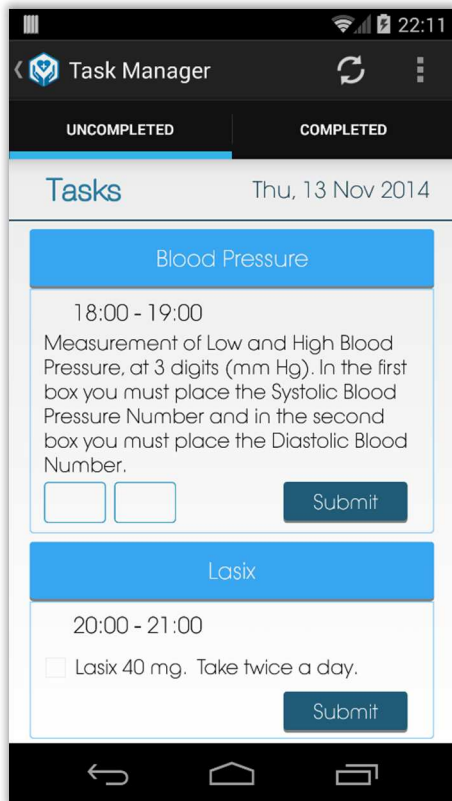 22:11
Task Manager
UNCOMPLETED COMPLETED
Tasks Thu, 13 Nov 2014
Blood Pressure
18:00 - 19:00
Measurement of Low and High Blood
Pressure, at 3 digits (mm Hg). In the first
box you must place the Systolic Blood
Pressure Number and in the second
box you must place the Diastolic Blood
Number.
Submit
Lasix
20:00 - 21:00
Lasix 40 mg. Take twice a day.
Submit